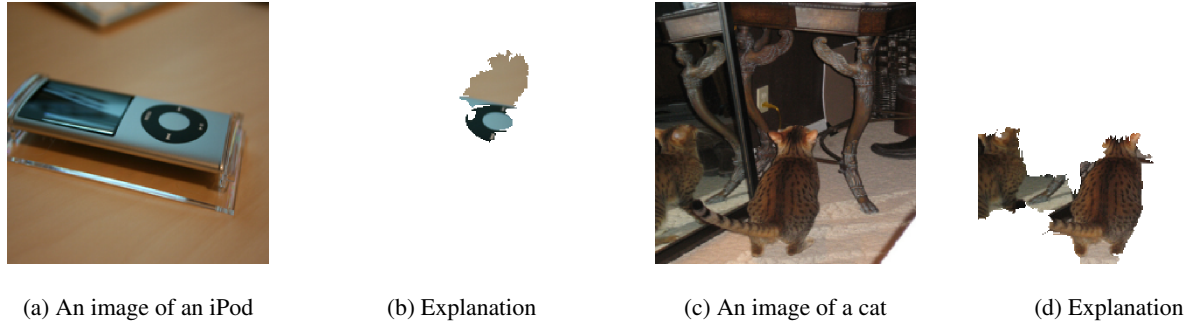 (a) An image of an iPod
(b) Explanation
(c) An image of a cat
(d) Explanation